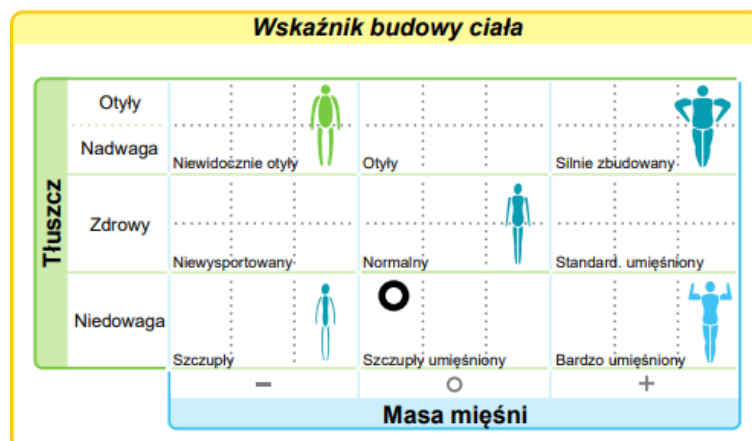 Wskaźnik budowy ciała
Tłuszcz
Otyły
Nadwaga
Niewidocznie otyły
Otyły
Silnie zbudowany
Zdrowy
Niewysportowany
Normalny
Standard. umięśniony
Niedowaga
Szczupły
Szczupły umięśniony
Bardzo umięśniony
− ○ +
Masa mięśni